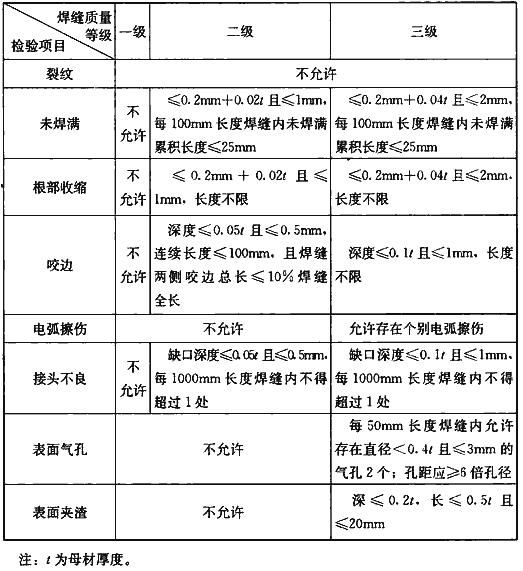 焊缝质量
等级
检验项目
一级
二级
三级
裂纹
不允许
未焊满
不
允许
≤0.2mm+0.02t 且≤1mm,
每 100mm 长度焊缝内未焊满
累积长度≤25mm
≤0.2mm+0.04t 且≤2mm,
每 100mm 长度焊缝内未焊满
累积长度≤25mm
根部收缩
不
允许
≤0.2mm+0.02t 且≤
1mm,长度不限
≤0.2mm+0.04t 且≤2mm,
长度不限
咬边
不
允许
深度≤0.05t 且≤0.5mm,
连续长度≤100mm,且焊缝
两侧咬边总长≤10%焊缝
全长
深度≤0.1t 且≤1mm,长度
不限
电弧擦伤
不允许
允许存在个别电弧擦伤
接头不良
不
允许
缺口深度≤0.05t 且≤0.5mm,
每 1000mm 长度焊缝内不得
超过 1 处
缺口深度≤0.1t 且≤1mm,
每 1000mm 长度焊缝内不得
超过 1 处
表面气孔
不允许
每 50mm 长度焊缝内允许
存在直径<0.4t 且≤3mm 的
气孔 2 个;孔距应≥6 倍孔径
表面夹渣
不允许
深≤0.2t,长≤0.5t 且
≤20mm
注:t 为母材厚度。